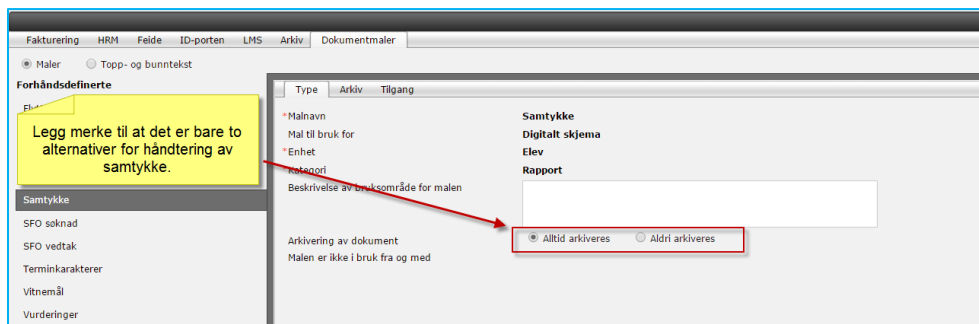 Fakturering HRM Feide ID-porten LMS Arkiv Dokumentmaler
Maler Topp- og bunntekst
Forhåndsdefinerte
Legg merke til at det er bare to
alternativer for håndtering av
samtykke.
Samtykke
SFO søknad
SFO vedtak
Terminkarakterer
Vitnemål
Vurderinger
Type Arkiv Tilgang
*Malnavn Samtykke
Mal til bruk for Digitalt skjema
*Enhet Elev
Kategori Rapport
Beskrivelse av bruksområde for malen
Arkivering av dokument Alltid arkiveres Aldri arkiveres
Malen er ikke i bruk fra og med